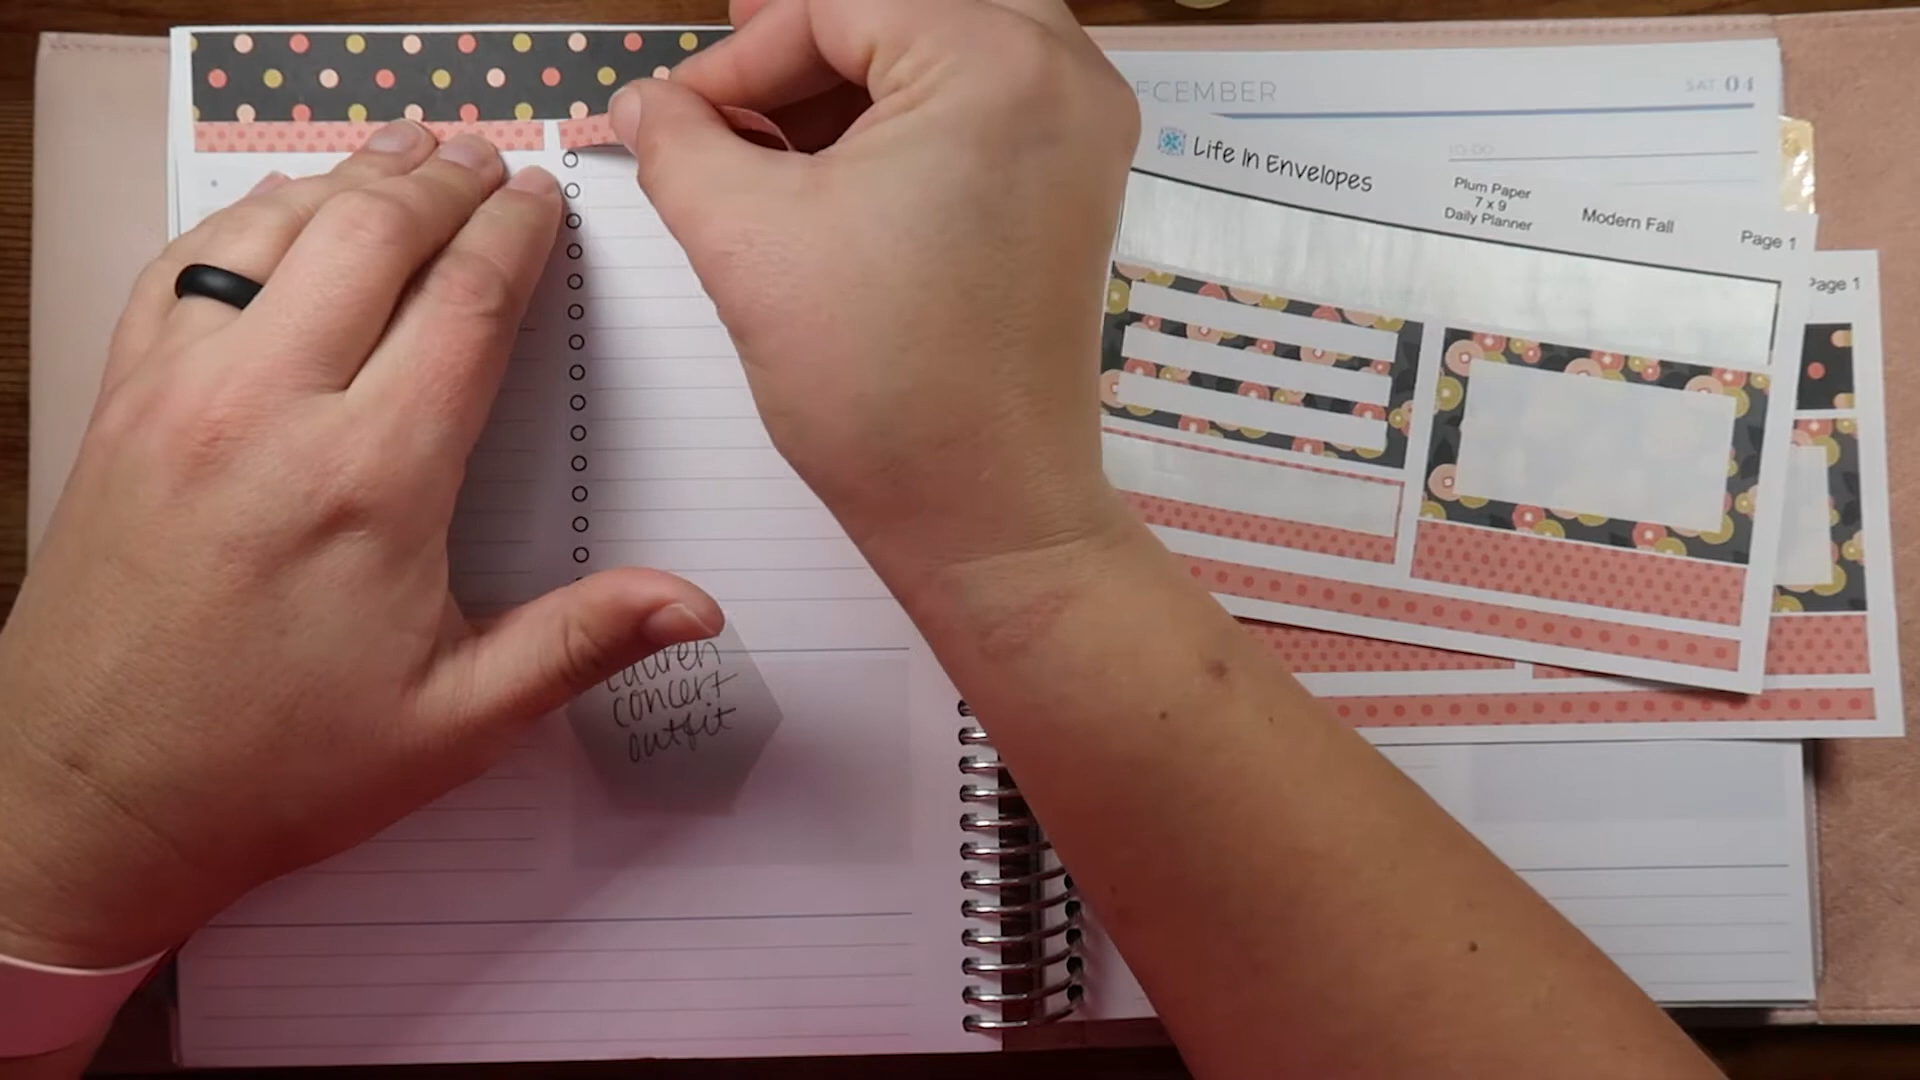 SAT 04
TO DO
Life In Envelopes
Plum Paper
7 x 9
Daily Planner
Modern Fall
Page 1
Page 1
concert
outfit